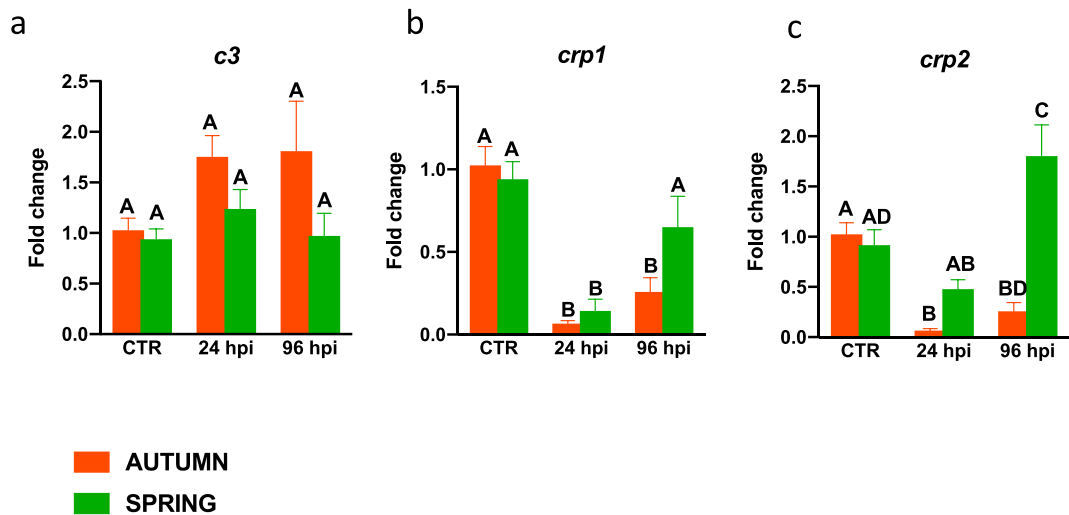 a
c3
Fold change
2.5
2.0
1.5
1.0
0.5
0.0
A A A A A A
CTR 24 hpi 96 hpi
b
crp1
Fold change
1.5
1.0
0.5
0.0
A A B B B A
CTR 24 hpi 96 hpi
c
crp2
Fold change
2.5
2.0
1.5
1.0
0.5
0.0
A AD B AB BD C
CTR 24 hpi 96 hpi
AUTUMN
SPRING